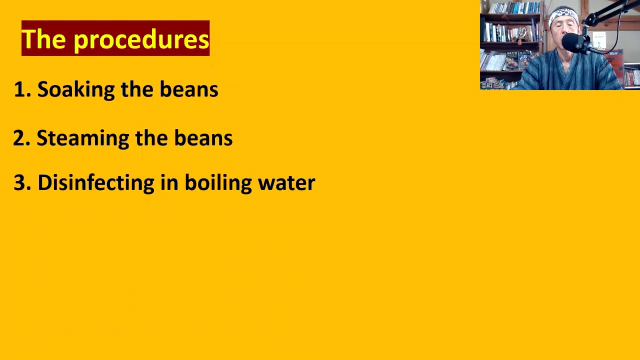 The procedures
1. Soaking the beans
2. Steaming the beans
3. Disinfecting in boiling water